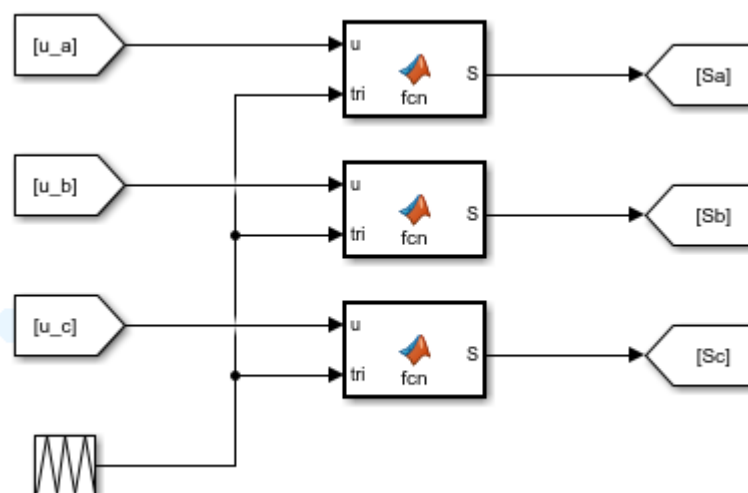 [u_a]
u
tri
S
fcn
[Sa]
[u_b]
u
tri
S
fcn
[Sb]
[u_c]
u
tri
S
fcn
[Sc]